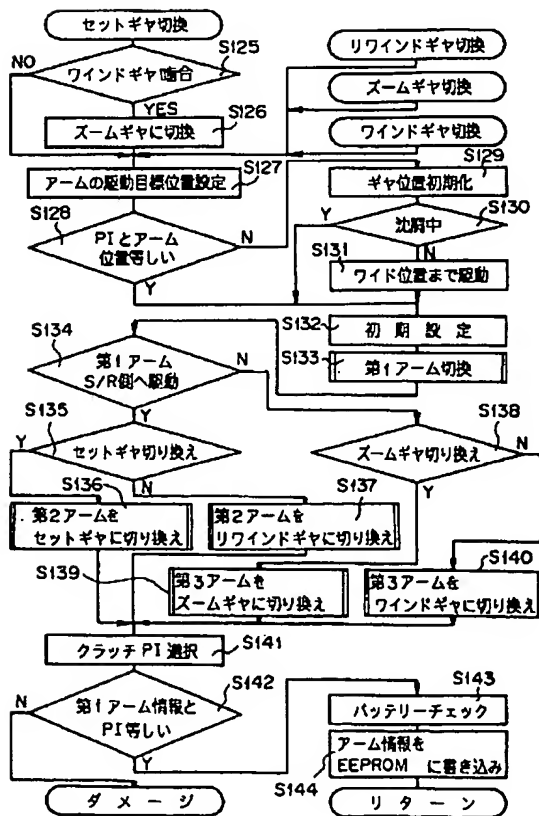 セットギヤ切換
S125
NO
ワインドギヤ噛合
YES
S126
ズームギヤに切換
S127
アームの駆動目標位置設定
S128
PIとアーム
位置等しい
N
Y
リワインドギヤ切換
ズームギヤ切換
ワインドギヤ切換
S129
ギヤ位置初期化
S130
Y
沈胴中
N
S131
ワイド位置まで駆動
S132
初期設定
S133
第1アーム切換
S134
第1アーム
S/R側へ駆動
N
Y
S135
Y
セットギヤ切り換え
N
S138
ズームギヤ切り換え
N
Y
S136
第2アームを
セットギヤに切り換え
S137
第2アームを
リワインドギヤに切り換え
S139
第3アームを
ズームギヤに切り換え
S140
第3アームを
ワインドギヤに切り換え
S141
クラッチPI選択
S142
N
第1アーム情報と
PI等しい
Y
S143
バッテリーチェック
アーム情報を
EEPROMに書き込み
S144
ダメージ
リターン